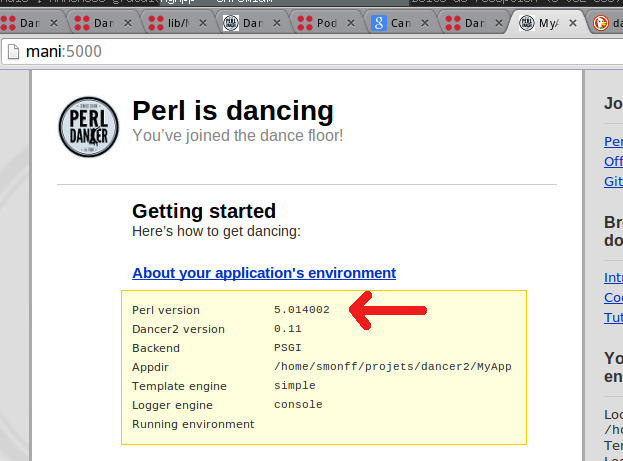 Dan
Dan
lib/I
Dan
Pod
Can
Dan
MyA
da
mani:5000
PERL
DANCER
Perl is dancing
You've joined the dance floor!
Getting started
Here's how to get dancing:
About your application's environment
Perl version 5.014002
Dancer2 version 0.11
Backend PSGI
Appdir /home/smonff/projets/dancer2/MyApp
Template engine simple
Logger engine console
Running environment
Jo
Per
Off
Git
Br
do
Intr
Coo
Tut
Yo
en
Loc
/ho
Ter